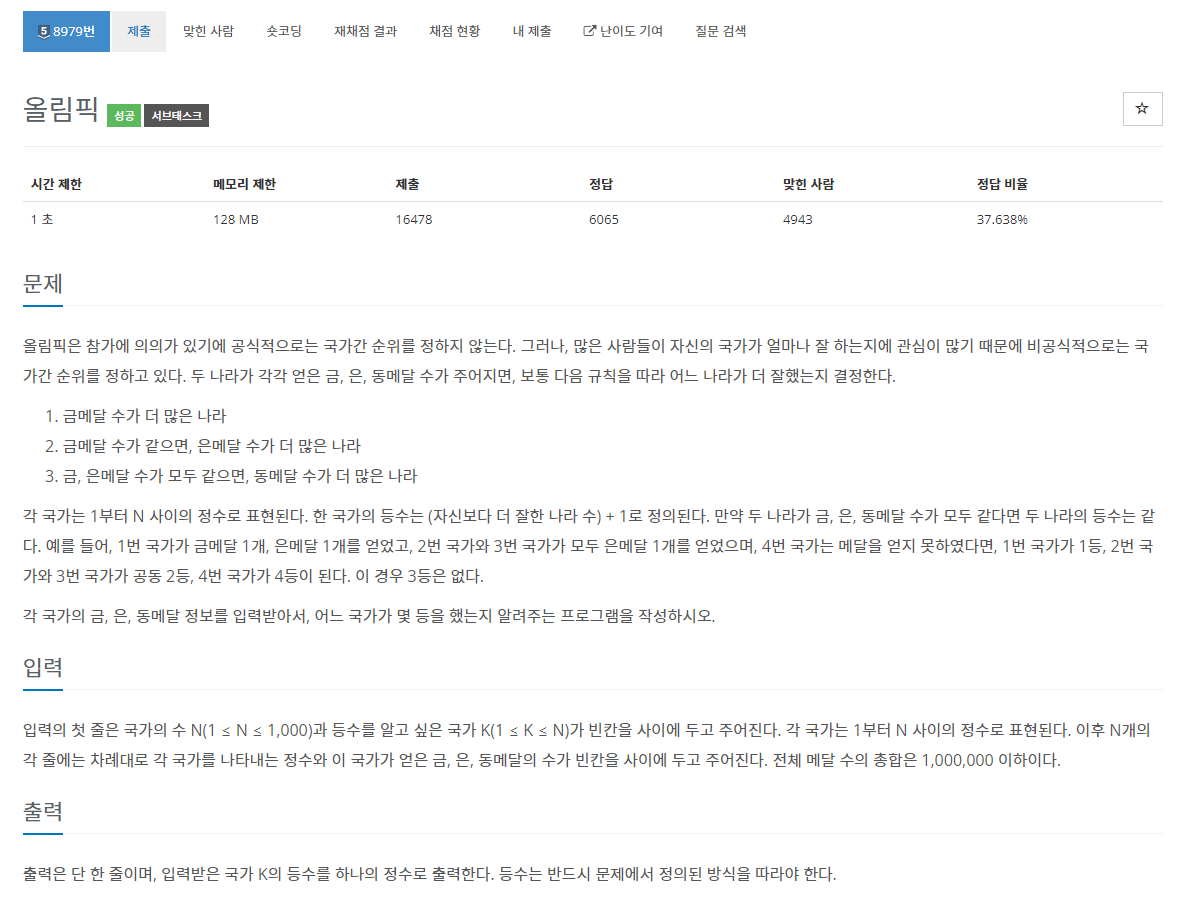 5 8979번 제출 맞힌 사람 숏코딩 재채점 결과 채점 현황 내 제출 난이도 기여 질문 검색
올림픽 성공 서브태스크
시간 제한 메모리 제한 제출 정답 맞힌 사람 정답 비율
1 초 128 MB 16478 6065 4943 37.638%
문제
올림픽은 참가에 의의가 있기에 공식적으로는 국가간 순위를 정하지 않는다. 그러나, 많은 사람들이 자신의 국가가 얼마나 잘 하는지에 관심이 많기 때문에 비공식적으로는 국
가간 순위를 정하고 있다. 두 나라가 각각 얻은 금, 은, 동메달 수가 주어지면, 보통 다음 규칙을 따라 어느 나라가 더 잘했는지 결정한다.
1. 금메달 수가 더 많은 나라
2. 금메달 수가 같으면, 은메달 수가 더 많은 나라
3. 금, 은메달 수가 모두 같으면, 동메달 수가 더 많은 나라
각 국가는 1부터 N 사이의 정수로 표현된다. 한 국가의 등수는 (자신보다 더 잘한 나라 수) + 1로 정의된다. 만약 두 나라가 금, 은, 동메달 수가 모두 같다면 두 나라의 등수는 같
다. 예를 들어, 1번 국가가 금메달 1개, 은메달 1개를 얻었고, 2번 국가와 3번 국가가 모두 은메달 1개를 얻었으며, 4번 국가는 메달을 얻지 못하였다면, 1번 국가가 1등, 2번 국
가와 3번 국가가 공동 2등, 4번 국가가 4등이 된다. 이 경우 3등은 없다.
각 국가의 금, 은, 동메달 정보를 입력받아서, 어느 국가가 몇 등을 했는지 알려주는 프로그램을 작성하시오.
입력
입력의 첫 줄은 국가의 수 N(1 ≤ N ≤ 1,000)과 등수를 알고 싶은 국가 K(1 ≤ K ≤ N)가 빈칸을 사이에 두고 주어진다. 각 국가는 1부터 N 사이의 정수로 표현된다. 이후 N개의
각 줄에는 차례대로 각 국가를 나타내는 정수와 이 국가가 얻은 금, 은, 동메달의 수가 빈칸을 사이에 두고 주어진다. 전체 메달 수의 총합은 1,000,000 이하이다.
출력
출력은 단 한 줄이며, 입력받은 국가 K의 등수를 하나의 정수로 출력한다. 등수는 반드시 문제에서 정의된 방식을 따라야 한다.